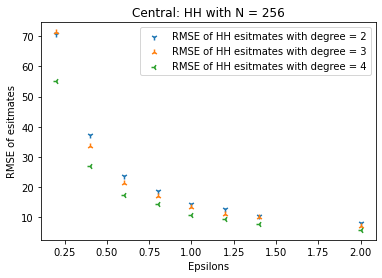 Central: HH with N = 256
RMSE of HH esitmates with degree = 2
RMSE of HH esitmates with degree = 3
RMSE of HH esitmates with degree = 4
RMSE of esitmates
70
60
50
40
30
20
10
0.25 0.50 0.75 1.00 1.25 1.50 1.75 2.00
Epsilons